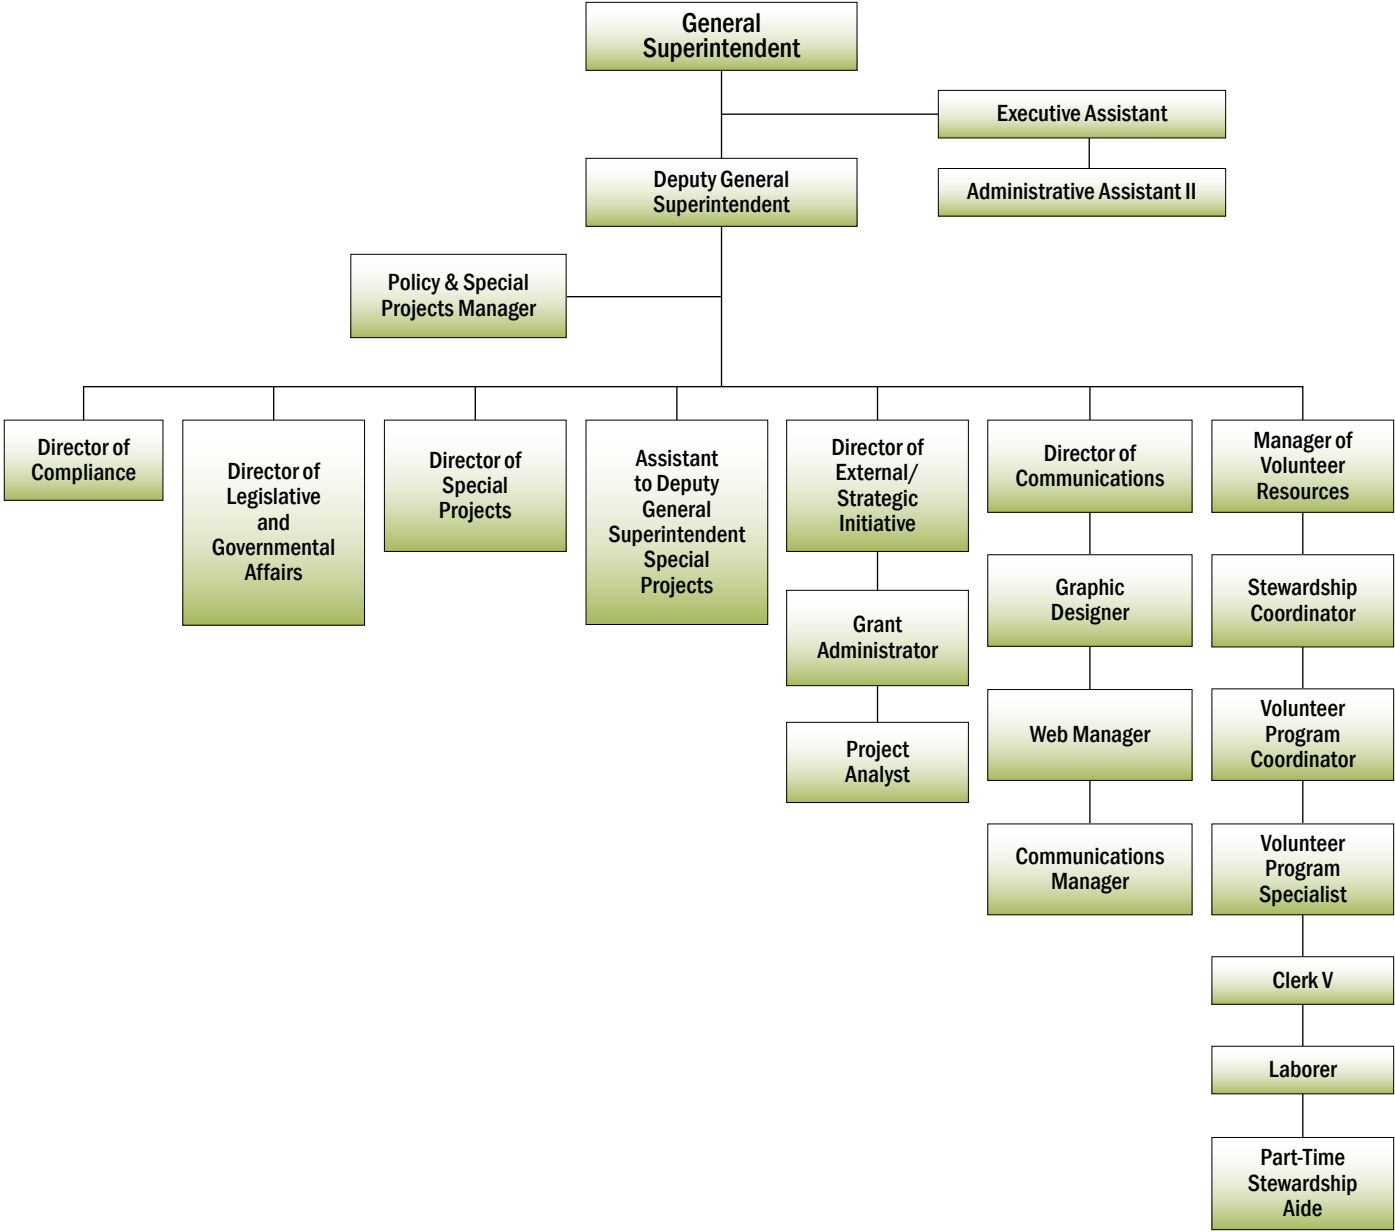 General
Superintendent
Executive Assistant
Administrative Assistant II
Deputy General
Superintendent
Policy & Special
Projects Manager
Director of
Compliance
Director of
Legislative
and
Governmental
Affairs
Director of
Special
Projects
Assistant
to Deputy
General
Superintendent
Special
Projects
Director of
External/
Strategic
Initiative
Grant
Administrator
Project
Analyst
Director of
Communications
Graphic
Designer
Web Manager
Communications
Manager
Manager of
Volunteer
Resources
Stewardship
Coordinator
Volunteer
Program
Coordinator
Volunteer
Program
Specialist
Clerk V
Laborer
Part-Time
Stewardship
Aide